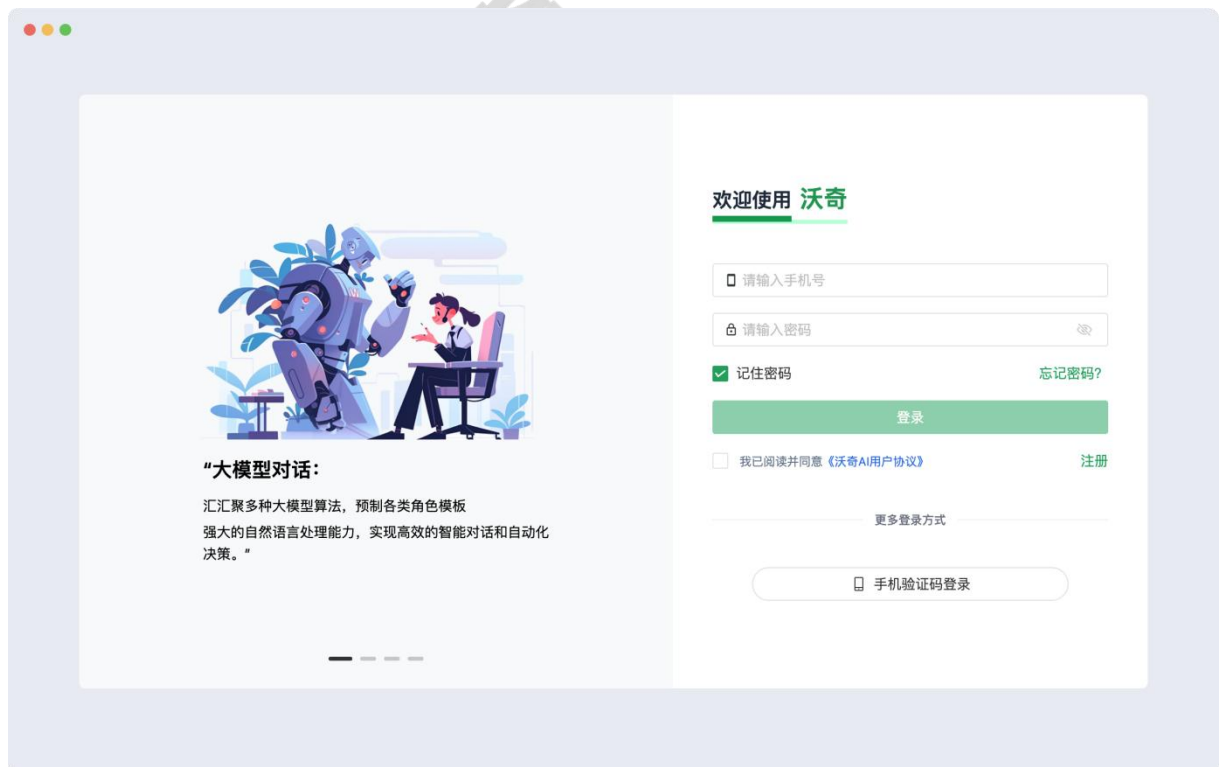 “大模型对话：
汇汇聚多种大模型算法，预制各类角色模板
强大的自然语言处理能力，实现高效的智能对话和自动化
决策。“
欢迎使用 沃奇
请输入手机号
请输入密码
记住密码 忘记密码?
登录
我已阅读并同意《沃奇AI用户协议》 注册
更多登录方式
手机验证码登录